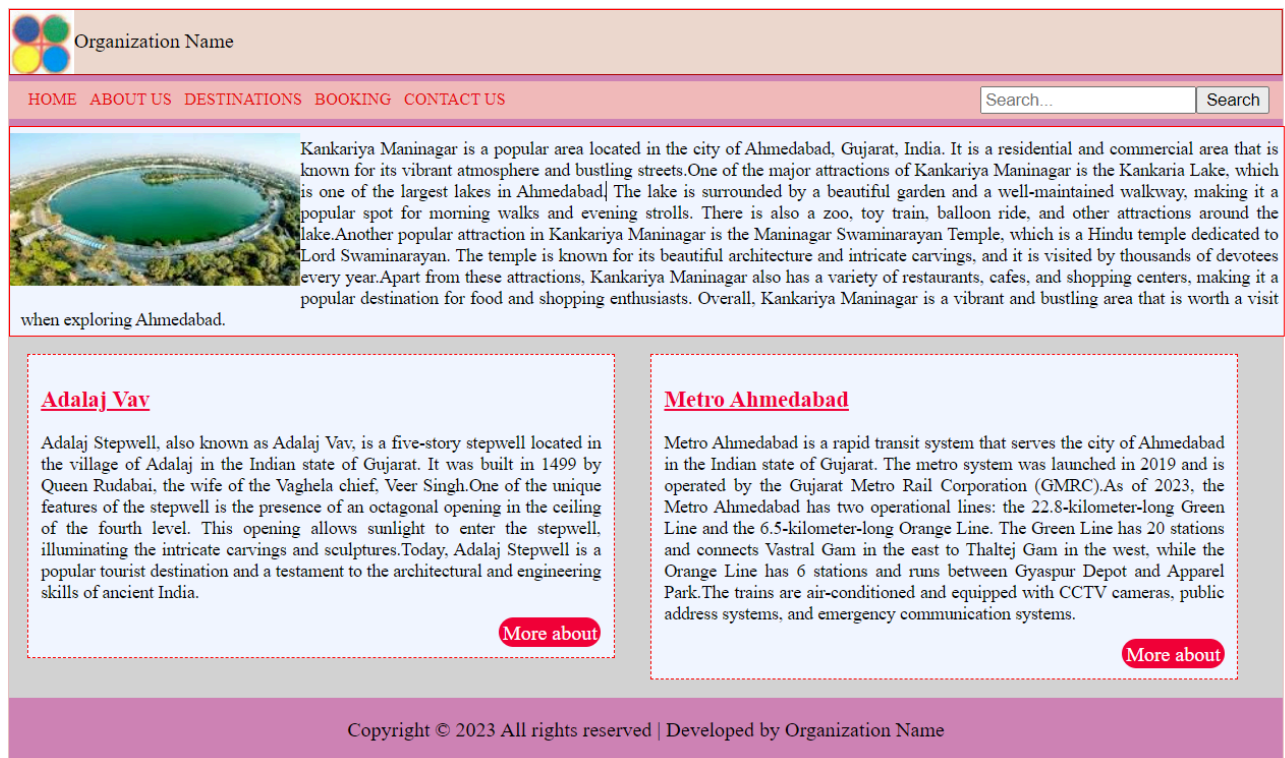 Organization Name
HOME ABOUT US DESTINATIONS BOOKING CONTACT US
Search... Search
Kankariya Maninagar is a popular area located in the city of Ahmedabad, Gujarat, India. It is a residential and commercial area that is
known for its vibrant atmosphere and bustling streets.One of the major attractions of Kankariya Maninagar is the Kankaria Lake, which
is one of the largest lakes in Ahmedabad. The lake is surrounded by a beautiful garden and a well-maintained walkway, making it a
popular spot for morning walks and evening strolls. There is also a zoo, toy train, balloon ride, and other attractions around the
lake.Another popular attraction in Kankariya Maninagar is the Maninagar Swaminarayan Temple, which is a Hindu temple dedicated to
Lord Swaminarayan. The temple is known for its beautiful architecture and intricate carvings, and it is visited by thousands of devotees
every year.Apart from these attractions, Kankariya Maninagar also has a variety of restaurants, cafes, and shopping centers, making it a
popular destination for food and shopping enthusiasts. Overall, Kankariya Maninagar is a vibrant and bustling area that is worth a visit
when exploring Ahmedabad.
Adalaj Vav
Adalaj Stepwell, also known as Adalaj Vav, is a five-story stepwell located in
the village of Adalaj in the Indian state of Gujarat. It was built in 1499 by
Queen Rudabai, the wife of the Vaghela chief, Veer Singh.One of the unique
features of the stepwell is the presence of an octagonal opening in the ceiling
of the fourth level. This opening allows sunlight to enter the stepwell,
illuminating the intricate carvings and sculptures.Today, Adalaj Stepwell is a
popular tourist destination and a testament to the architectural and engineering
skills of ancient India.
More about
Metro Ahmedabad
Metro Ahmedabad is a rapid transit system that serves the city of Ahmedabad
in the Indian state of Gujarat. The metro system was launched in 2019 and is
operated by the Gujarat Metro Rail Corporation (GMRC).As of 2023, the
Metro Ahmedabad has two operational lines: the 22.8-kilometer-long Green
Line and the 6.5-kilometer-long Orange Line. The Green Line has 20 stations
and connects Vastral Gam in the east to Thaltej Gam in the west, while the
Orange Line has 6 stations and runs between Gyaspur Depot and Apparel
Park.The trains are air-conditioned and equipped with CCTV cameras, public
address systems, and emergency communication systems.
More about
Copyright © 2023 All rights reserved | Developed by Organization Name